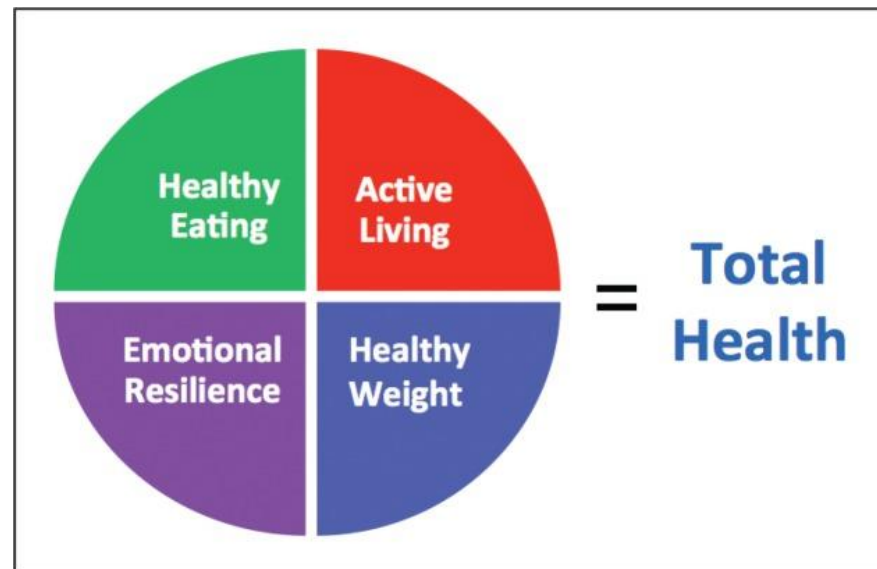 Healthy
Eating
Active
Living
Emotional
Resilience
Healthy
Weight
=
Total
Health